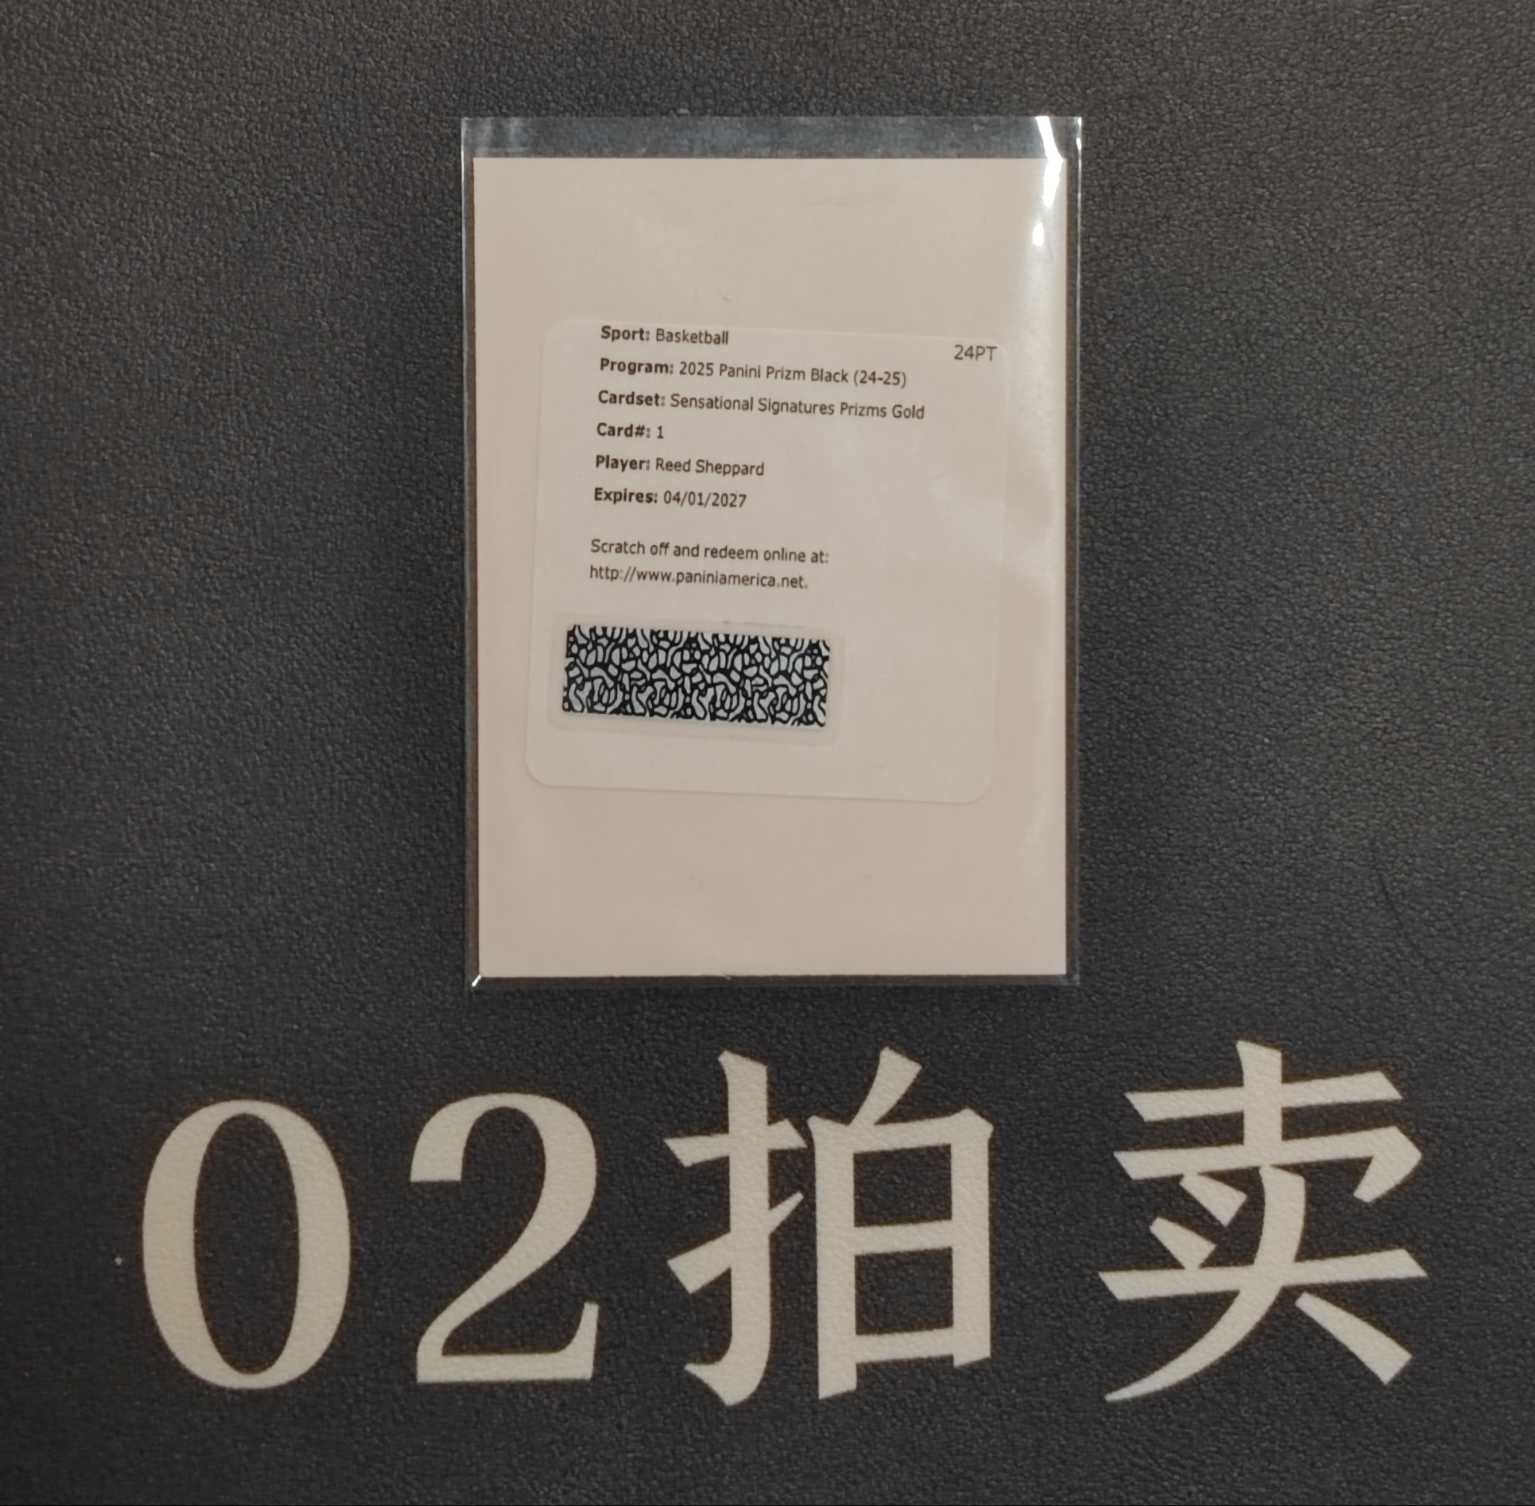 Sport: Basketball
24PT
Program: 2025 Panini Prizm Black (24-25)
Cardset: Sensational Signatures Prizms Gold
Card#: 1
Player: Reed Sheppard
Expires: 04/01/2027
Scratch off and redeem online at:
http://www.paniniamerica.net.
02拍卖